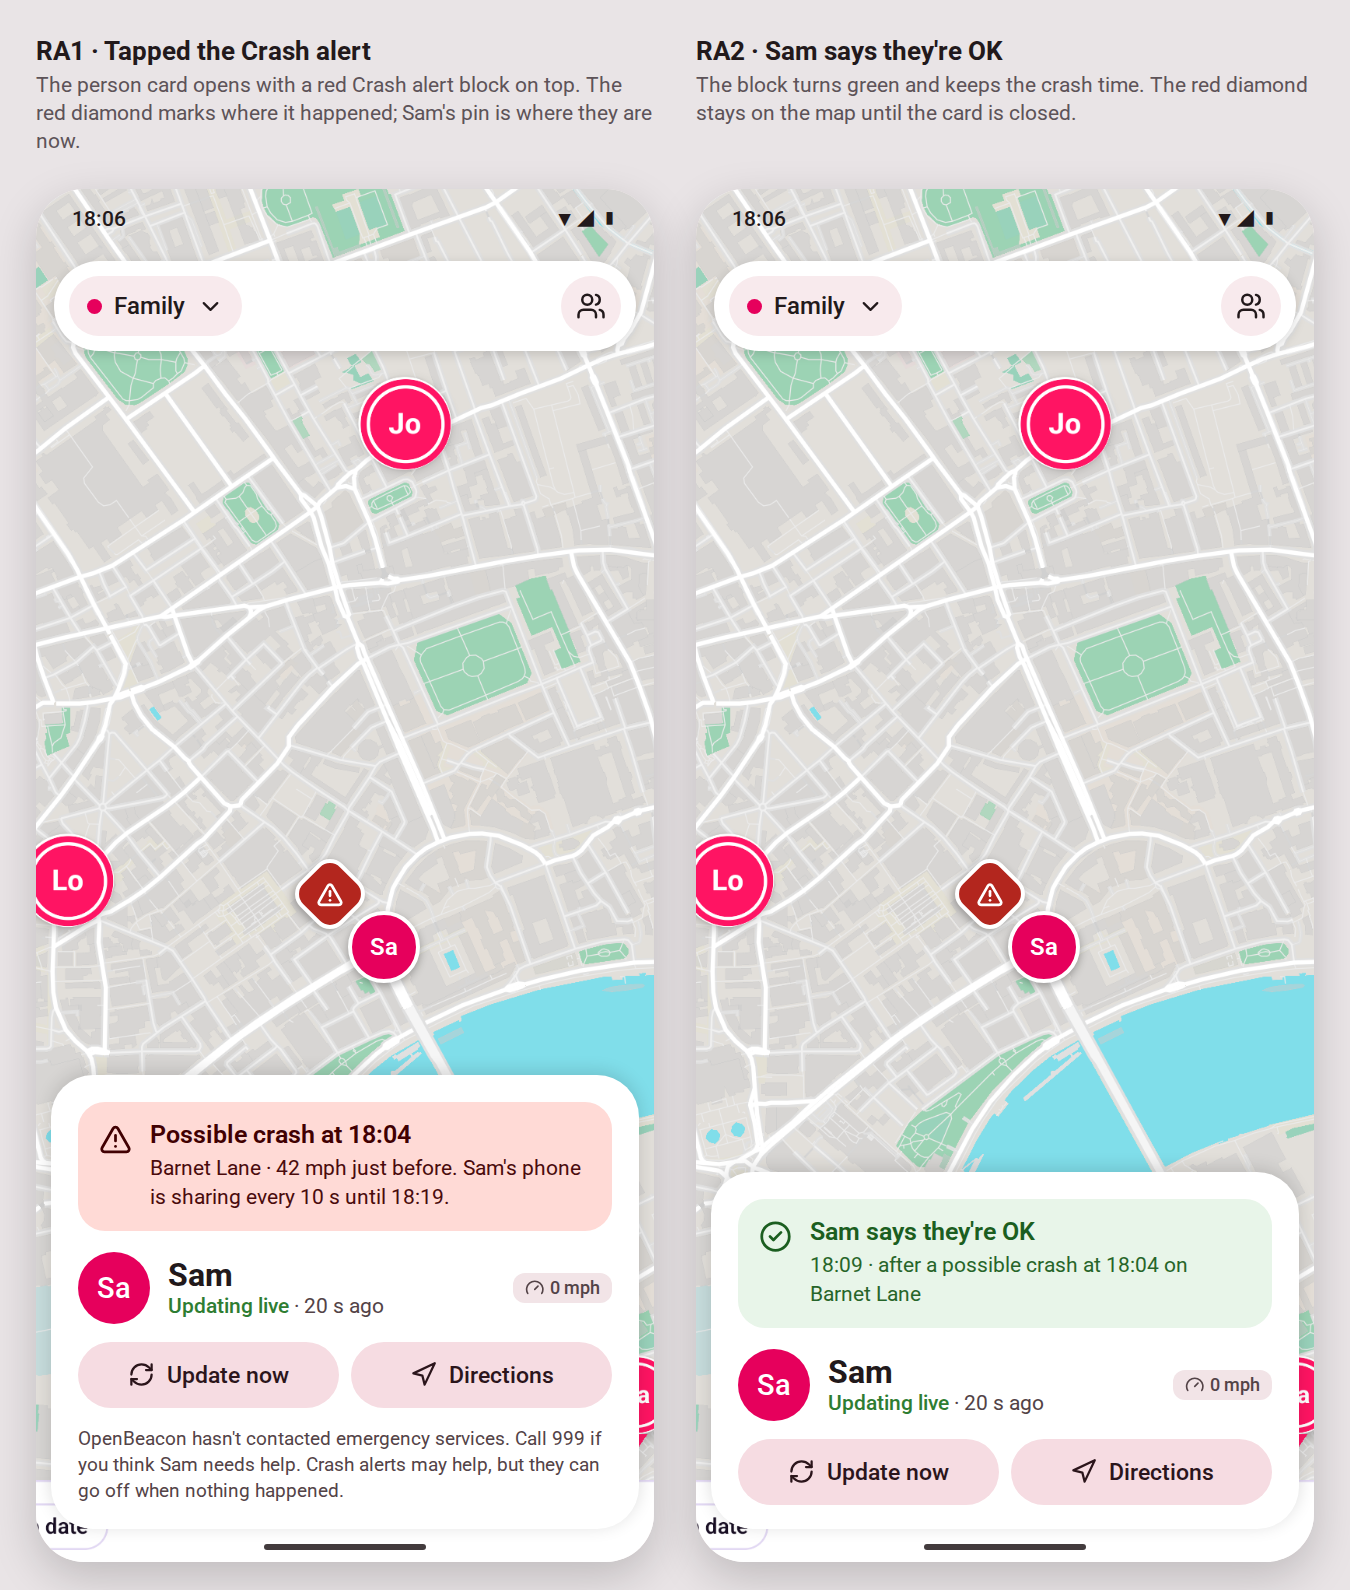 RA1 · Tapped the Crash alert
The person card opens with a red Crash alert block on top. The
red diamond marks where it happened; Sam's pin is where they are
now.
18:06
Family
Jo
Lo
Sa
Possible crash at 18:04
Barnet Lane · 42 mph just before. Sam's phone
is sharing every 10 s until 18:19.
Sa
Sam
0 mph
Updating live · 20 s ago
Update now
Directions
a
OpenBeacon hasn't contacted emergency services. Call 999 if
you think Sam needs help. Crash alerts may help, but they can
go off when nothing happened.
date
RA2 · Sam says they're OK
The block turns green and keeps the crash time. The red diamond
stays on the map until the card is closed.
18:06
Family
Jo
Lo
Sa
Sam says they're OK
18:09 · after a possible crash at 18:04 on
Barnet Lane
Sa
Sam
0 mph
Updating live · 20 s ago
a
Update now
Directions
date